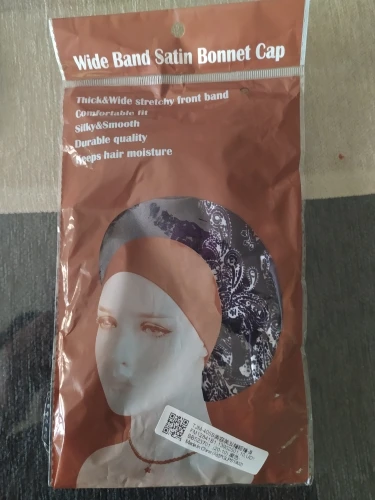 Wide Band Satin Bonnet Cap
Thick&Wide stretchy front band
Comfortable fit
Silky&Smooth
Durable quality
Keeps hair moisture